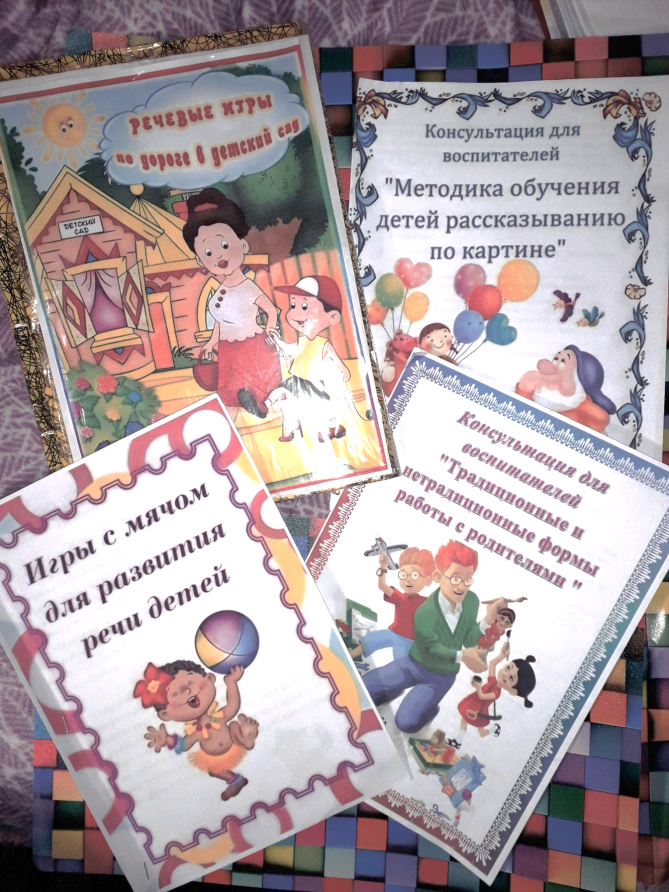 РЕЧЕВЫЕ ИГРЫ
по дороге в детский сад
ДЕТСКИЙ
САД
Консультация для
воспитателей
"Методика обучения
детей рассказыванию
по картине"
Игры с мячом
для развития
речи детей
Консультация для
воспитателей
"Традиционные и
нетрадиционные формы
работы с родителями "